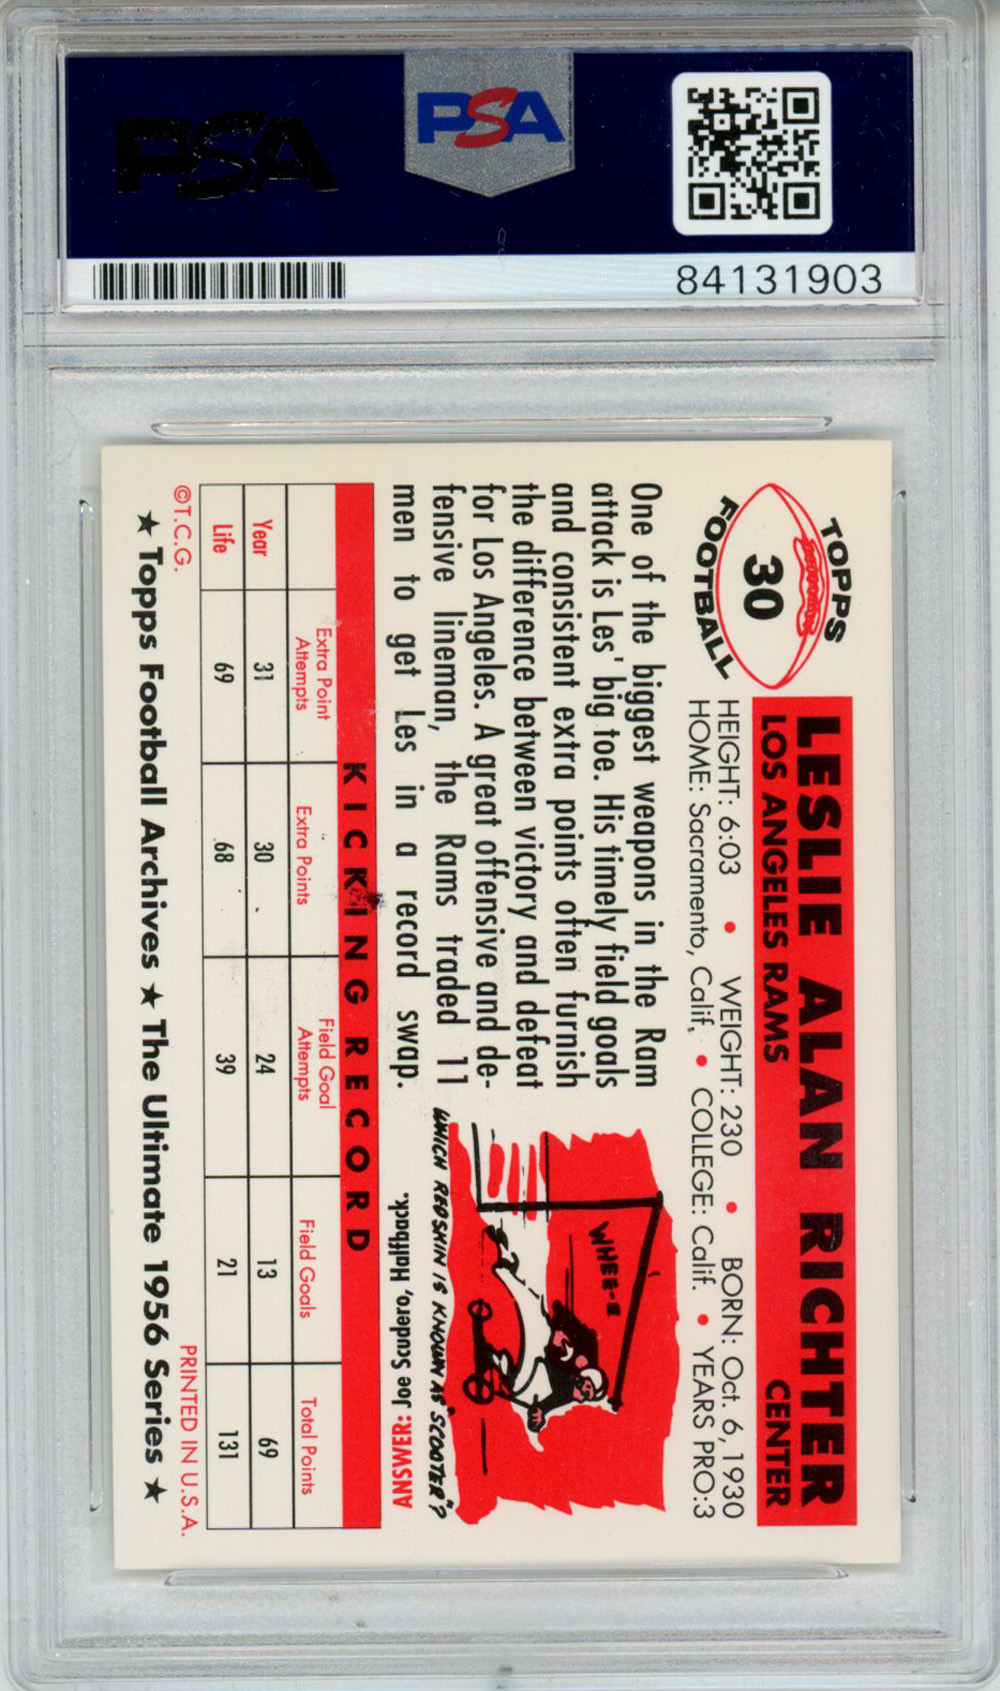 PSA
PSA
84131903
TOPPS
30
FOOTBALL
LESLIE ALAN RICHTER
LOS ANGELES RAMS CENTER
HEIGHT: 6:03 • WEIGHT: 230 • BORN: Oct. 6, 1930
HOME: Sacramento, Calif. • COLLEGE: Calif. • YEARS PRO:3
One of the biggest weapons in the Ram
attack is Les' big toe. His timely field goals
and consistent extra points often furnish
the difference between victory and defeat
for Los Angeles. A great offensive and de-
fensive lineman, the Rams traded 11
men to get Les in a record swap.
WHEE-E
WHICH REDSKIN IS KNOWN AS "SCOOTER"?
ANSWER: Joe Scudero, Halfback.
KICKING RECORD
Extra Point Attempts Extra Points Field Goal Attempts Field Goals Total Points
Year 31 30 24 13 69
Life 69 68 39 21 131
©T.C.G. PRINTED IN U.S.A.
★ Topps Football Archives ★ The Ultimate 1956 Series ★